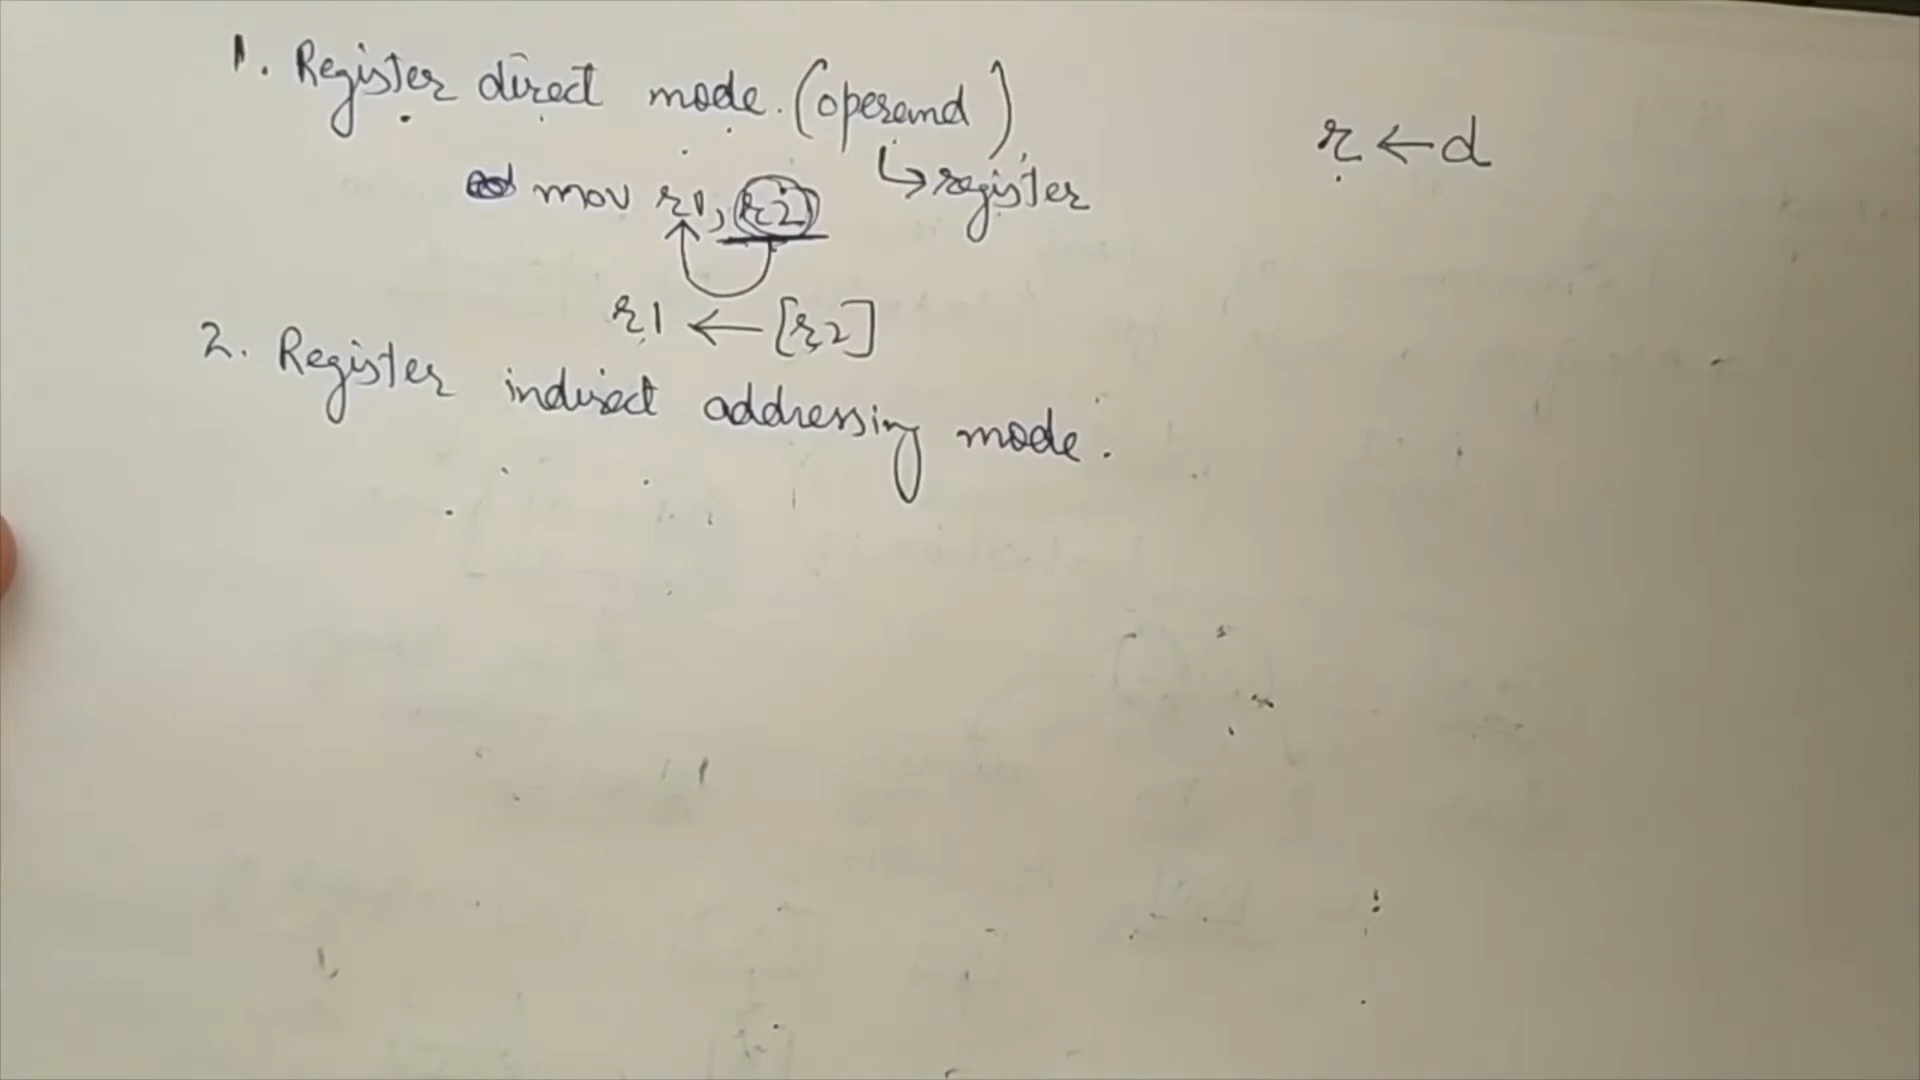 1. Register direct mode. (operand)
r ← d
↳ register
mov r1, r2
r1 ← [r2]
2. Register indirect addressing mode.